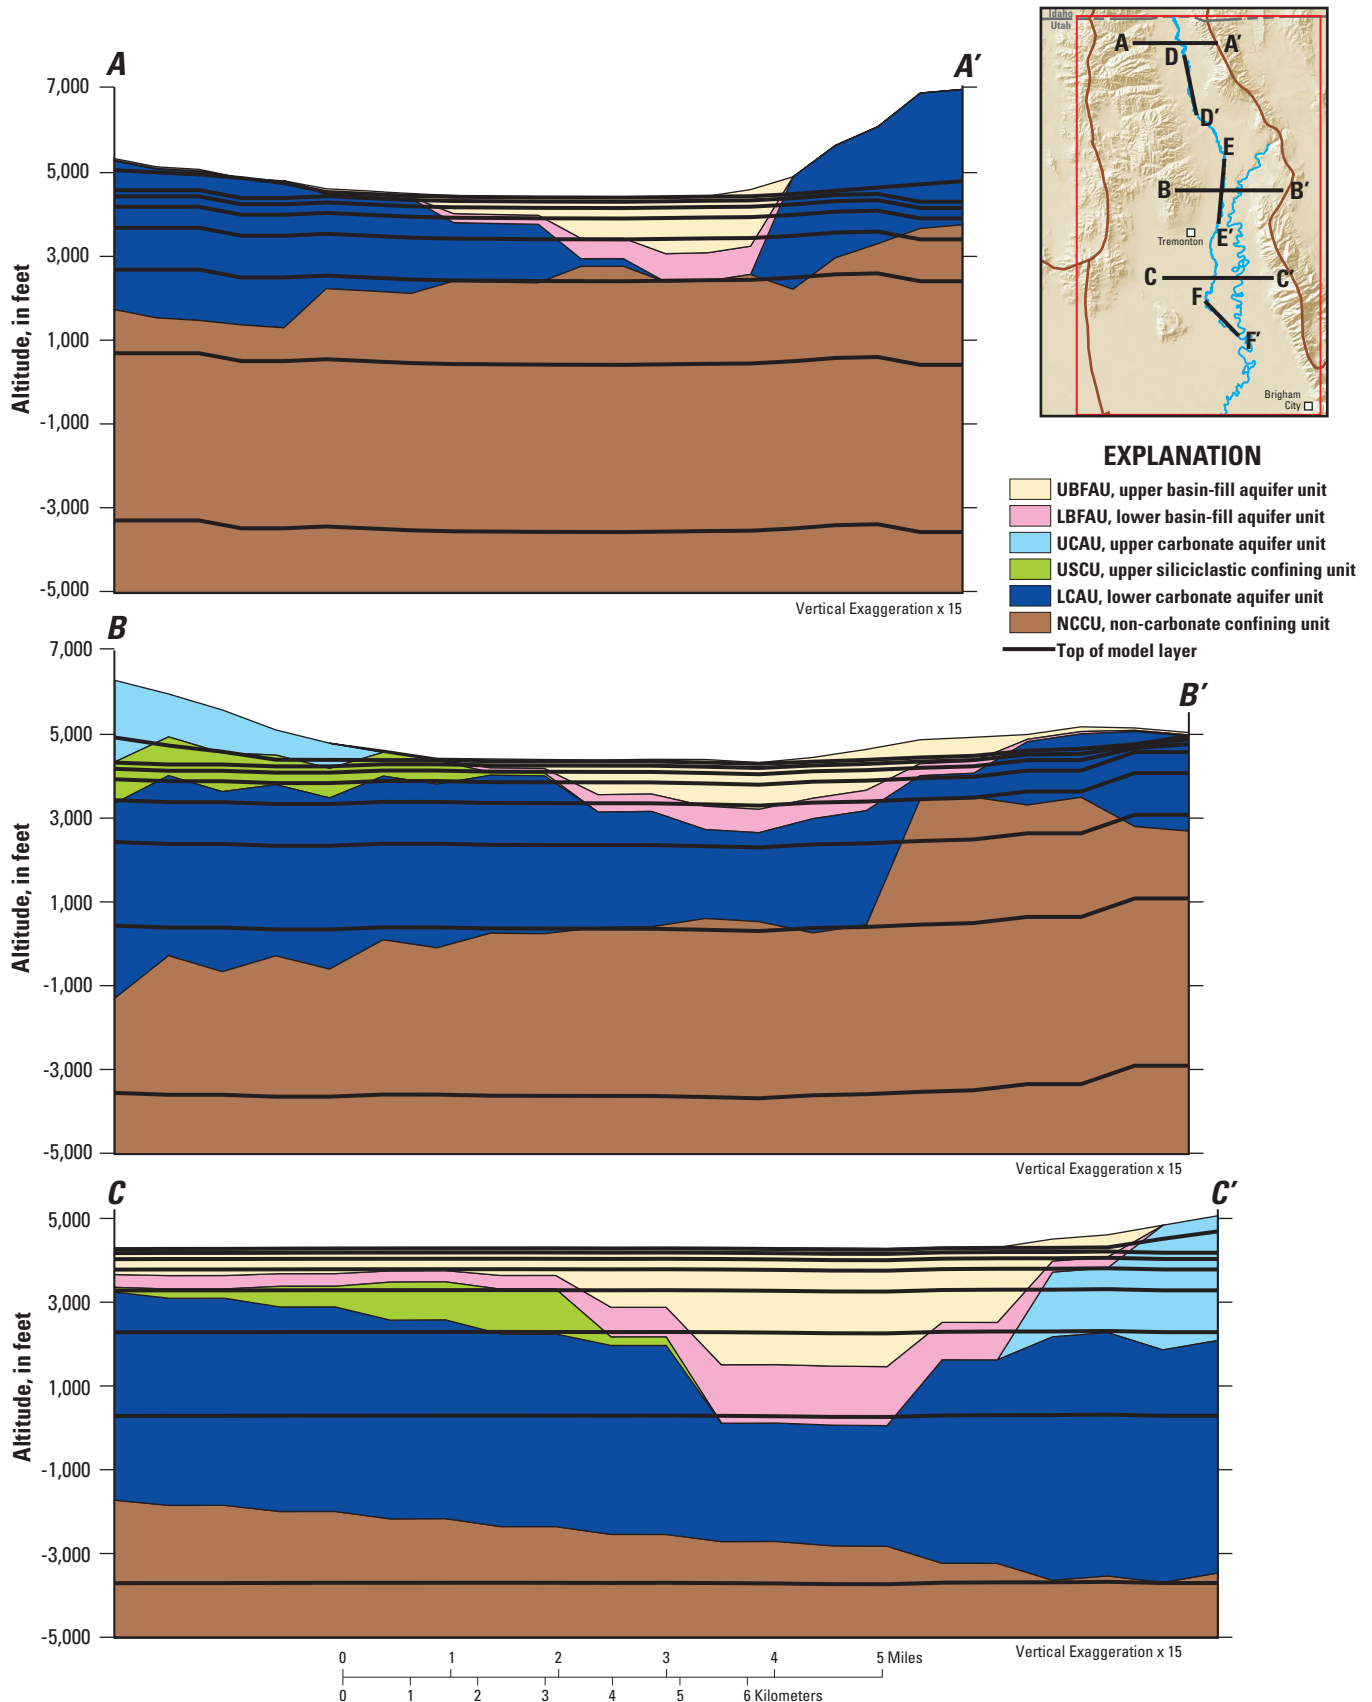 A
A′
7,000
5,000
3,000
1,000
-1,000
-3,000
-5,000
Altitude, in feet
Vertical Exaggeration x 15
Idaho
Utah
A
A′
D
D′
E
B
B′
E′
Tremonton
C
C′
F
F′
Brigham
City
EXPLANATION
UBFAU, upper basin-fill aquifer unit
LBFAU, lower basin-fill aquifer unit
UCAU, upper carbonate aquifer unit
USCU, upper siliciclastic confining unit
LCAU, lower carbonate aquifer unit
NCCU, non-carbonate confining unit
Top of model layer
B
B′
7,000
5,000
3,000
1,000
-1,000
-3,000
-5,000
Altitude, in feet
Vertical Exaggeration x 15
C
C′
5,000
3,000
1,000
-1,000
-3,000
-5,000
Altitude, in feet
Vertical Exaggeration x 15
0 1 2 3 4 5 Miles
0 1 2 3 4 5 6 Kilometers